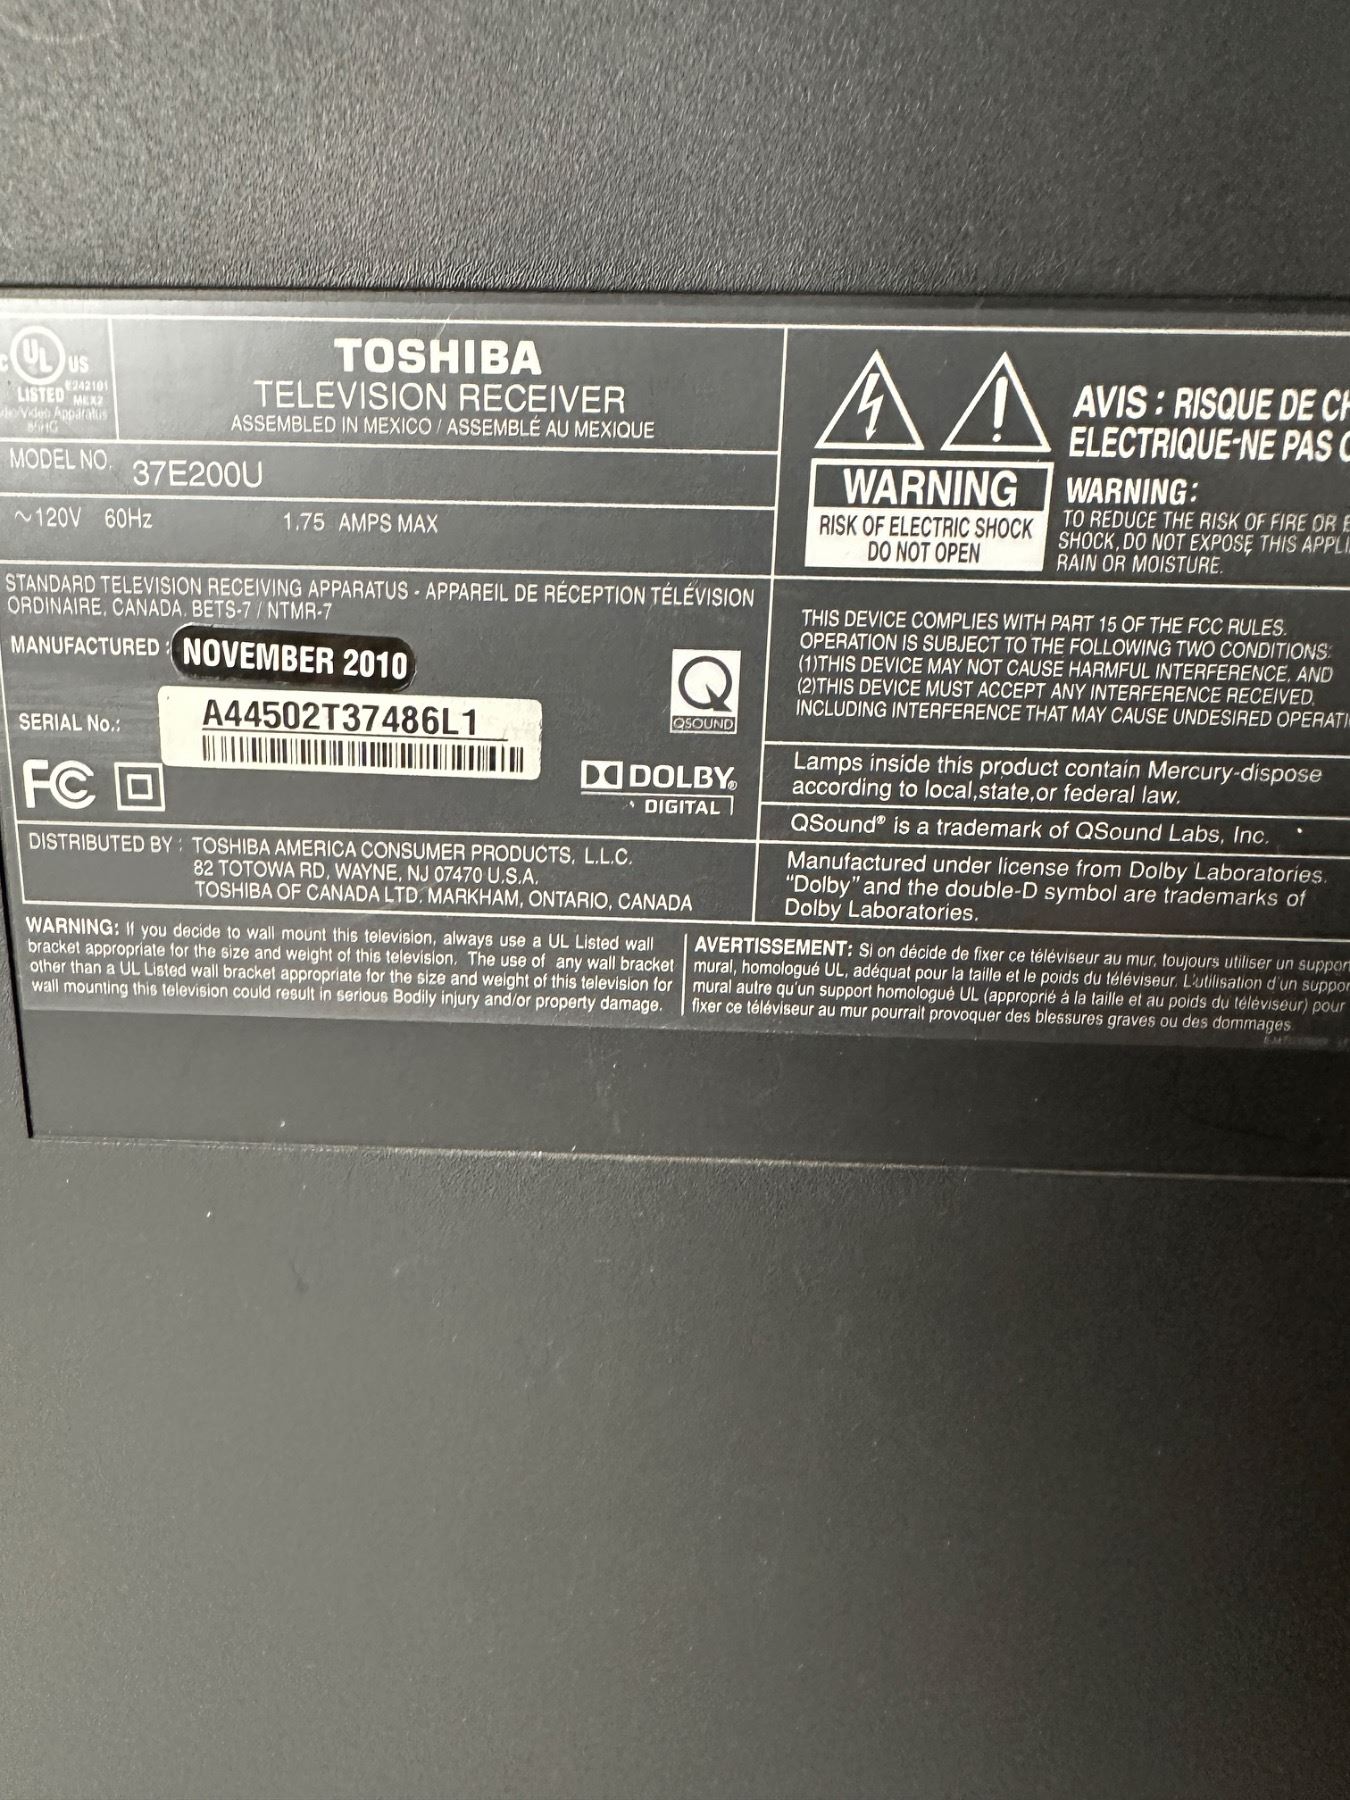 UL
c US
LISTED E242101
MEX2
TOSHIBA
TELEVISION RECEIVER
ASSEMBLED IN MEXICO / ASSEMBLÉ AU MEXIQUE
MODEL NO. 37E200U
~120V 60Hz 1.75 AMPS MAX
STANDARD TELEVISION RECEIVING APPARATUS - APPAREIL DE RÉCEPTION TÉLÉVISION
ORDINAIRE, CANADA. BETS-7 / NTMR-7
MANUFACTURED : NOVEMBER 2010
SERIAL No.: A44502T37486L1
FC
QSOUND
DOLBY®
DIGITAL
DISTRIBUTED BY : TOSHIBA AMERICA CONSUMER PRODUCTS, L.L.C.
82 TOTOWA RD, WAYNE, NJ 07470 U.S.A.
TOSHIBA OF CANADA LTD. MARKHAM, ONTARIO, CANADA
WARNING
RISK OF ELECTRIC SHOCK
DO NOT OPEN
AVIS : RISQUE DE CH
ELECTRIQUE-NE PAS
WARNING:
TO REDUCE THE RISK OF FIRE OR E
SHOCK, DO NOT EXPOSE THIS APPLI
RAIN OR MOISTURE.
THIS DEVICE COMPLIES WITH PART 15 OF THE FCC RULES.
OPERATION IS SUBJECT TO THE FOLLOWING TWO CONDITIONS:
(1)THIS DEVICE MAY NOT CAUSE HARMFUL INTERFERENCE, AND
(2)THIS DEVICE MUST ACCEPT ANY INTERFERENCE RECEIVED,
INCLUDING INTERFERENCE THAT MAY CAUSE UNDESIRED OPERATI
Lamps inside this product contain Mercury-dispose
according to local,state,or federal law.
QSound® is a trademark of QSound Labs, Inc.
Manufactured under license from Dolby Laboratories.
“Dolby” and the double-D symbol are trademarks of
Dolby Laboratories.
WARNING: If you decide to wall mount this television, always use a UL Listed wall
bracket appropriate for the size and weight of this television. The use of any wall bracket
other than a UL Listed wall bracket appropriate for the size and weight of this television for
wall mounting this television could result in serious Bodily injury and/or property damage.
AVERTISSEMENT: Si on décide de fixer ce téléviseur au mur, toujours utiliser un suppor
mural, homologué UL, adéquat pour la taille et le poids du téléviseur. L'utilisation d'un suppor
mural autre qu'un support homologué UL (approprié à la taille et au poids du téléviseur) pour
fixer ce téléviseur au mur pourrait provoquer des blessures graves ou des dommages